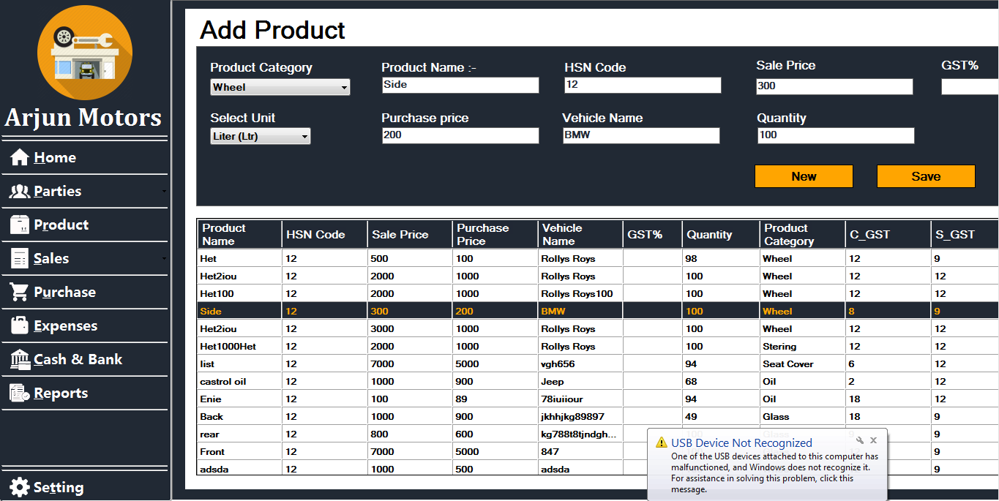 Arjun Motors
Home
Parties
Product
Sales
Purchase
Expenses
Cash & Bank
Reports
Setting
Add Product
Product Category
Wheel
Product Name :-
Side
HSN Code
12
Sale Price
300
GST%
Select Unit
Liter (Ltr)
Purchase price
200
Vehicle Name
BMW
Quantity
100
New
Save
Product Name HSN Code Sale Price Purchase Price Vehicle Name GST% Quantity Product Category C_GST S_GST
Het 12 500 100 Rollys Roys 98 Wheel 12 9
Het2iou 12 2000 1000 Rollys Roys 100 Wheel 12 12
Het100 12 2000 1000 Rollys Roys100 100 Wheel 12 12
Side 12 300 200 BMW 100 Wheel 8 9
Het2iou 12 3000 1000 Rollys Roys 100 Wheel 12 12
Het1000Het 12 2000 1000 Rollys Roys 100 Stering 12 12
list 12 7000 5000 vgh656 94 Seat Cover 6 12
castrol oil 12 1000 900 Jeep 68 Oil 2 12
Enie 12 100 89 78iuiiour 94 Oil 18 12
Back 12 1000 900 jkhhjkg89897 49 Glass 18 9
rear 12 800 600 kg788t8tjndgh... 9
Front 12 7000 5000 847 9
adsda 12 1000 500 adsda 9
USB Device Not Recognized
One of the USB devices attached to this computer has
malfunctioned, and Windows does not recognize it.
For assistance in solving this problem, click this
message.